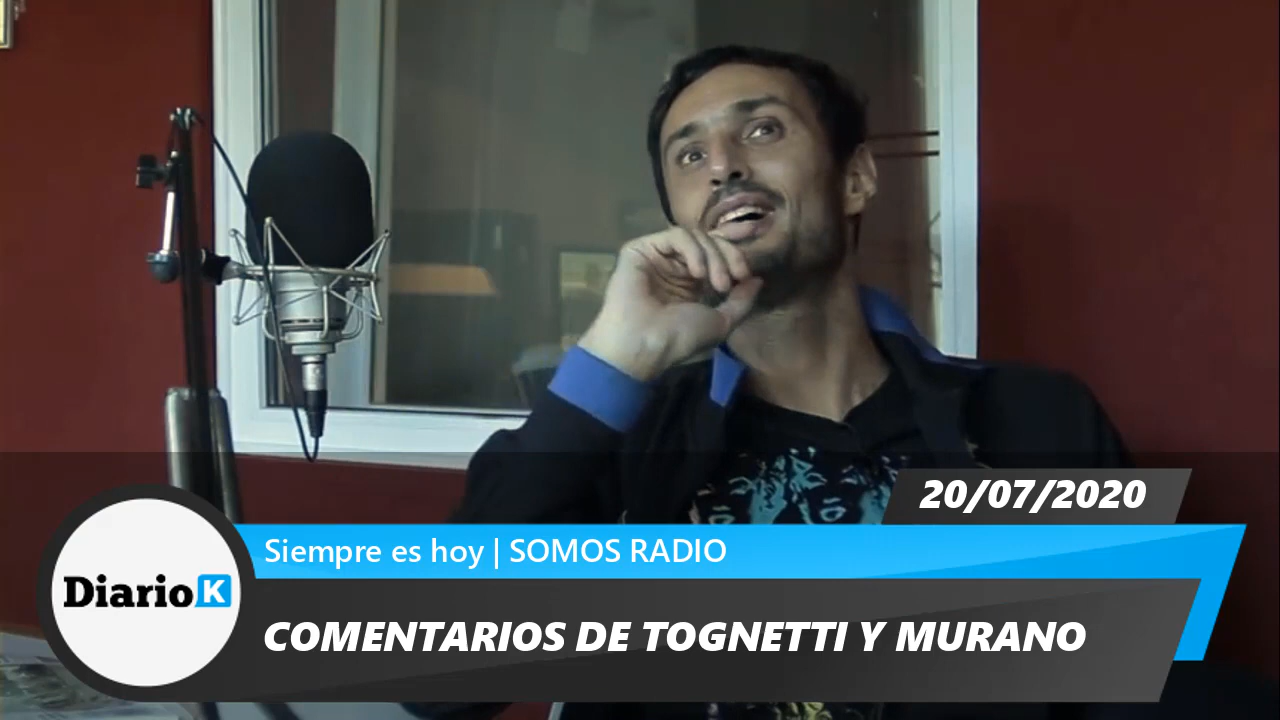 20/07/2020
Siempre es hoy | SOMOS RADIO
DiarioK
COMENTARIOS DE TOGNETTI Y MURANO